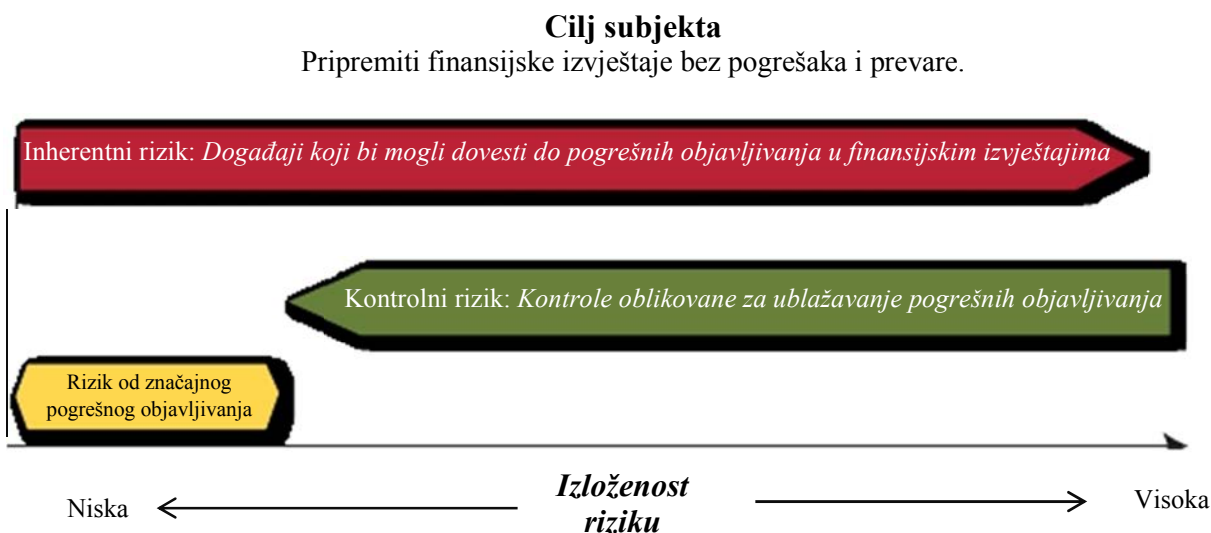 Cilj subjekta
Pripremiti finansijske izvještaje bez pogrešaka i prevare.
Inherentni rizik: Događaji koji bi mogli dovesti do pogrešnih objavljivanja u finansijskim izvještajima
Kontrolni rizik: Kontrole oblikovane za ublažavanje pogrešnih objavljivanja
Rizik od značajnog
pogrešnog objavljivanja
Niska
Izloženost
riziku
Visoka